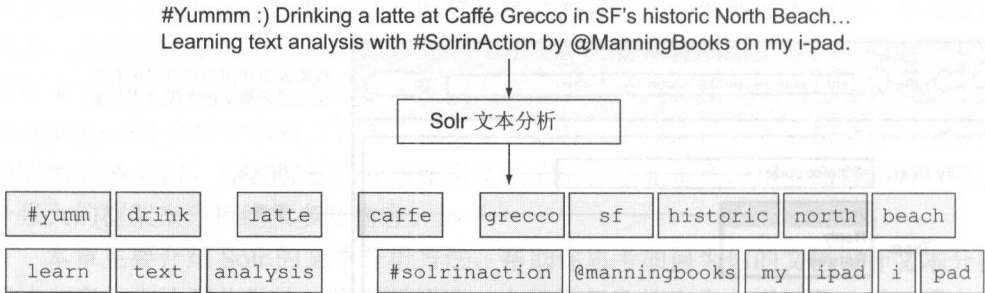 #Yummm :) Drinking a latte at Caffé Grecco in SF's historic North Beach…
Learning text analysis with #SolrinAction by @ManningBooks on my i-pad.
Solr 文本分析
#yumm drink latte caffe grecco sf historic north beach
learn text analysis #solrinaction @manningbooks my ipad i pad